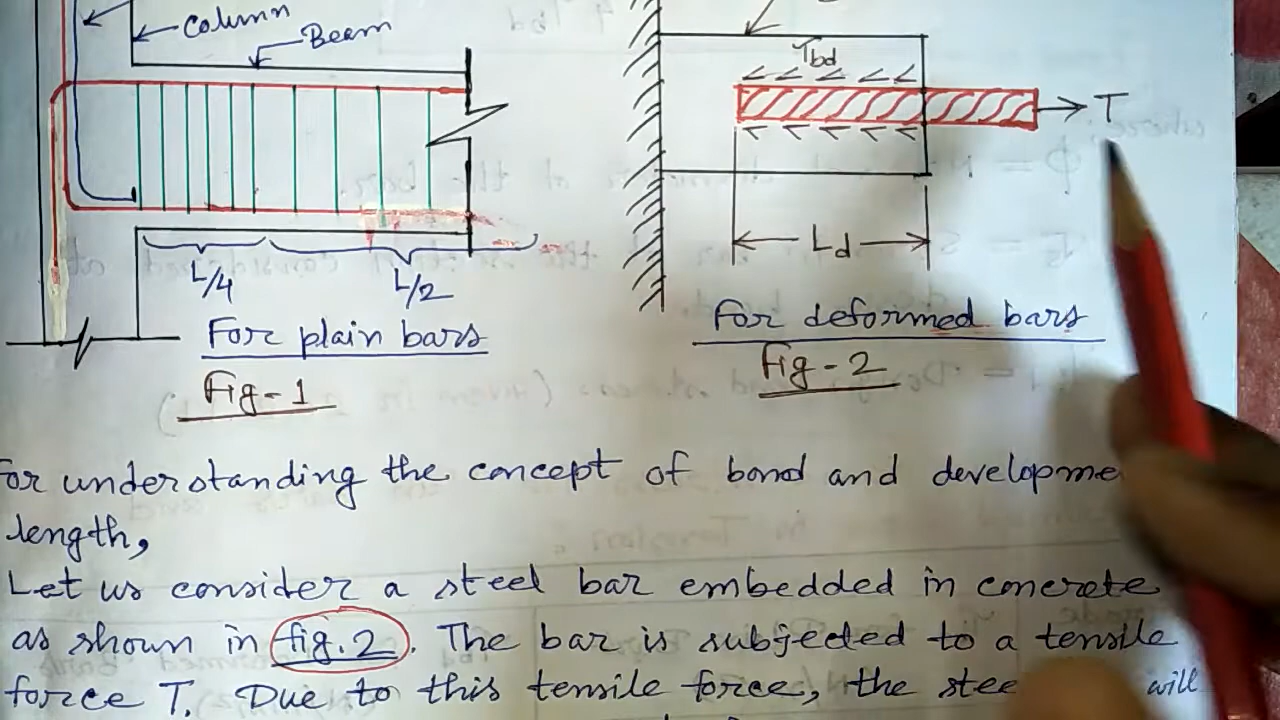 Column
Beam
L/4
L/2
For plain bars
Fig-1
τbd
T
Ld
For deformed bars
Fig-2
For understanding the concept of bond and developme
length,
Let us consider a steel bar embedded in concrete
as shown in fig.2. The bar is subjected to a tensile
force T. Due to this tensile force, the stee will